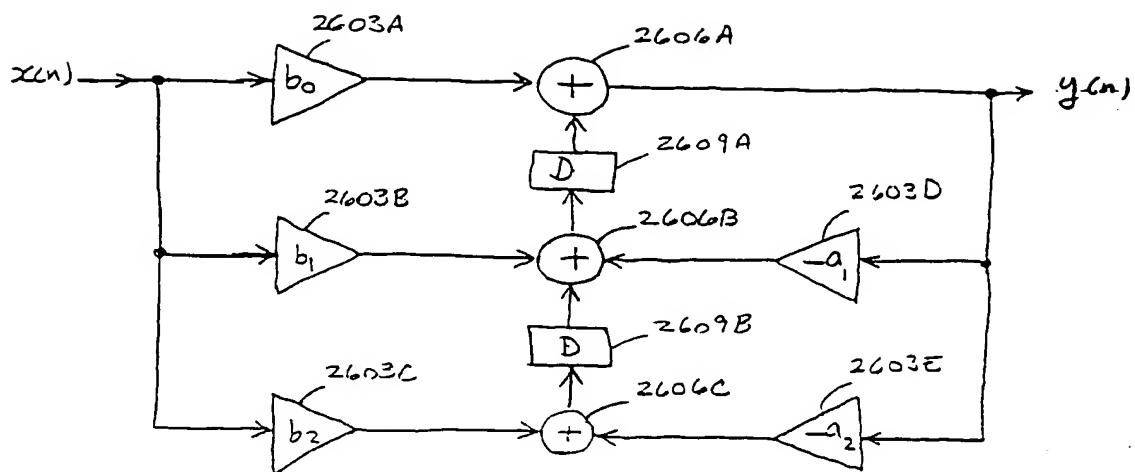 2603A
2606A
x(n)
b₀
+
y(n)
2609A
D
2603B
2606B
2603D
b₁
+
-a₁
2609B
D
2603C
2606C
2603E
b₂
+
-a₂